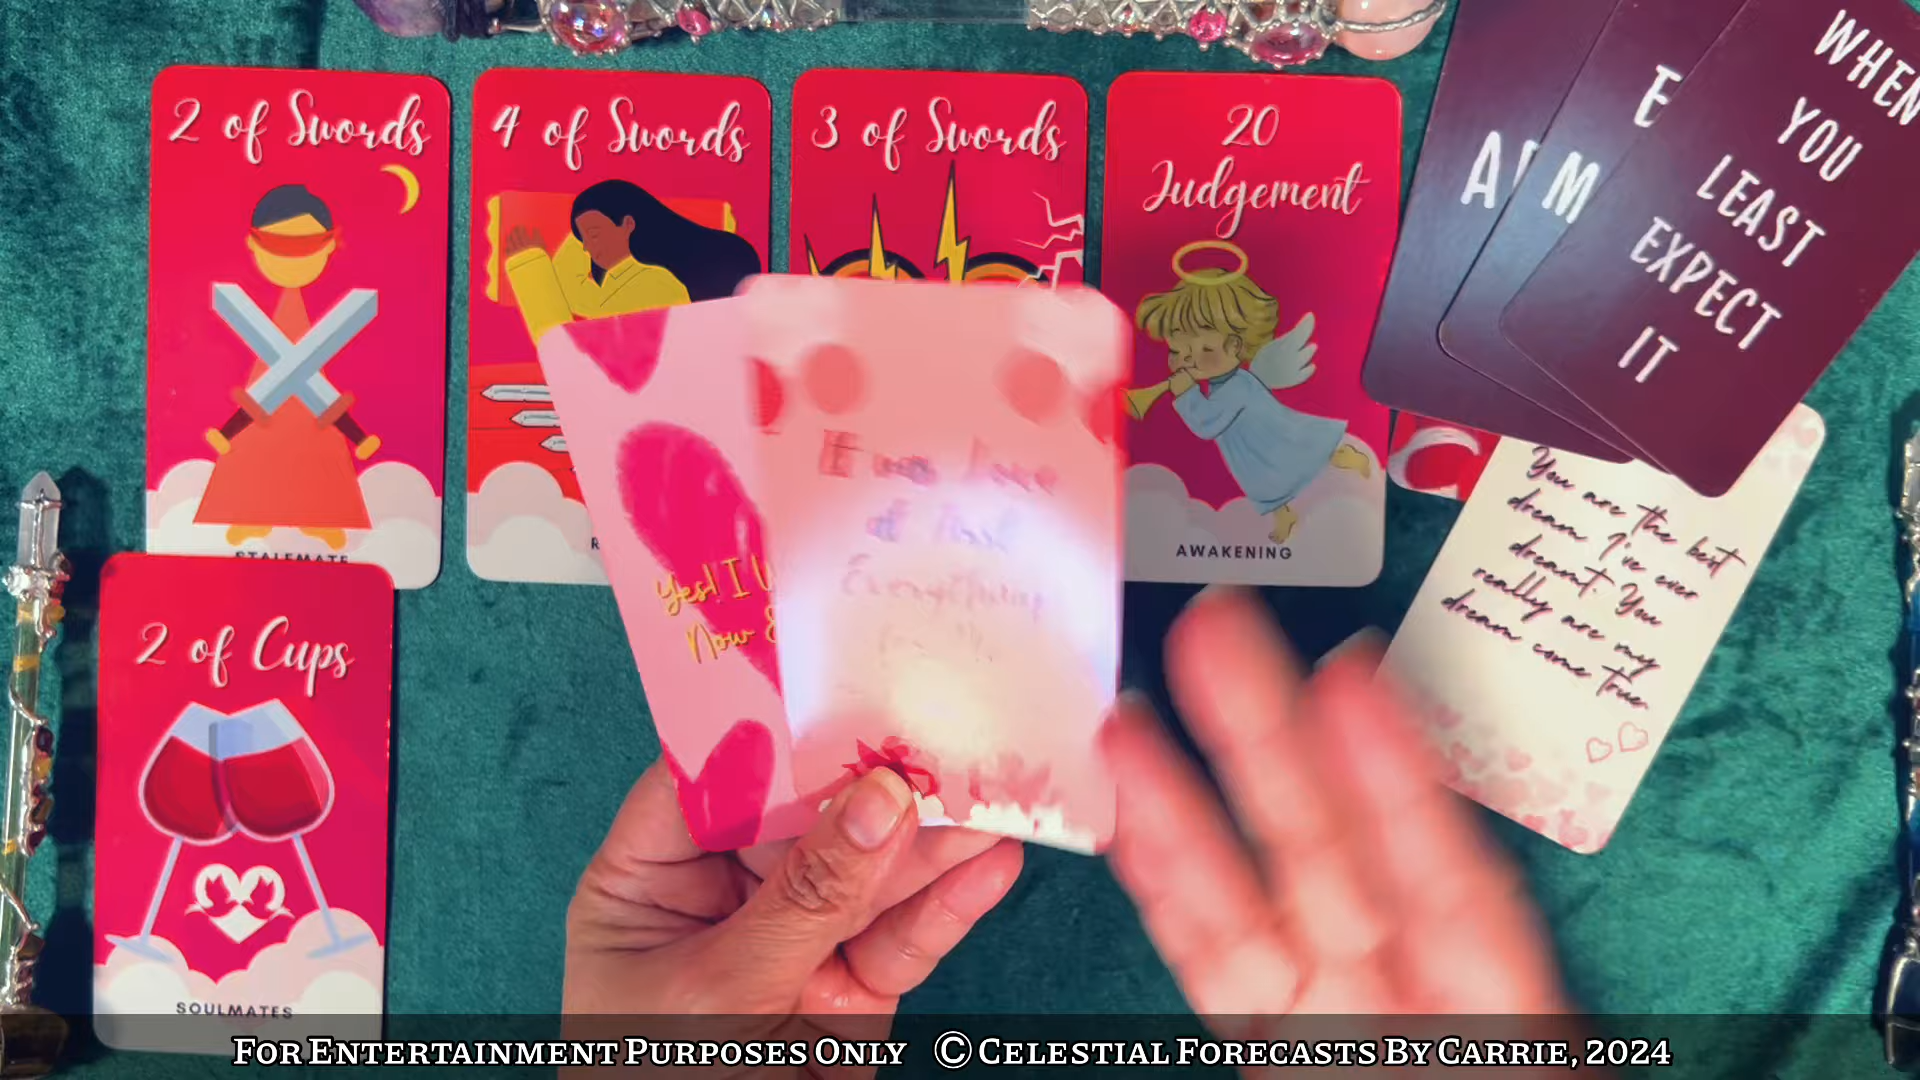 2 of Swords
4 of Swords
3 of Swords
20
Judgement
WHEN
YOU
LEAST
EXPECT
IT
E
A
M
STALEMATE
R
AWAKENING
You are the best
dream I've ever
dreamt. You
really are my
dream come true.
Yes! I
Now
2 of Cups
SOULMATES
FOR ENTERTAINMENT PURPOSES ONLY © CELESTIAL FORECASTS BY CARRIE, 2024